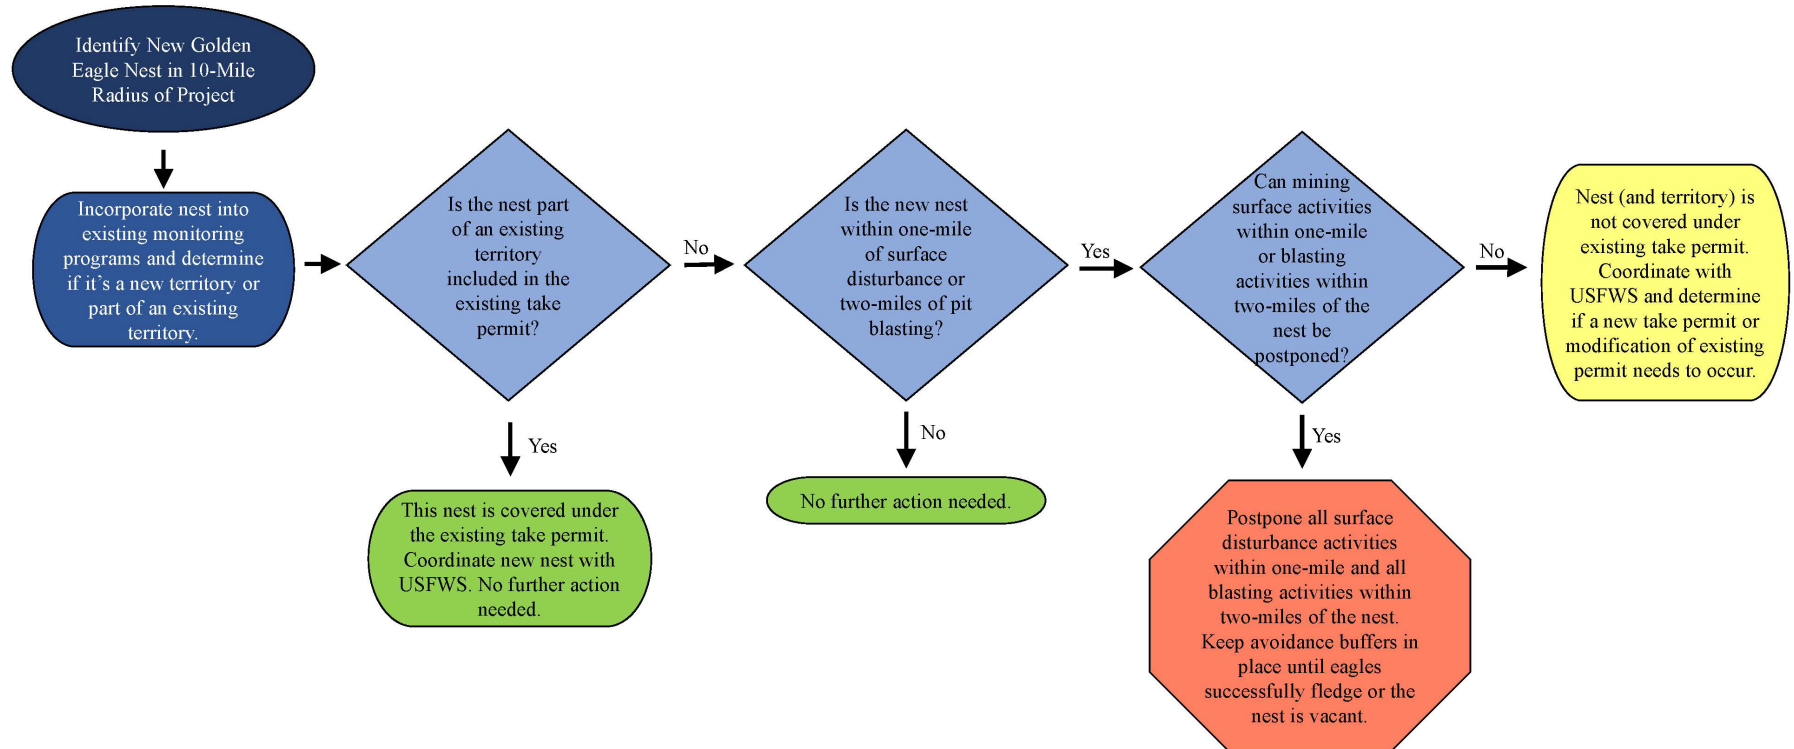 Identify New Golden
Eagle Nest in 10-Mile
Radius of Project
Incorporate nest into
existing monitoring
programs and determine
if it’s a new territory or
part of an existing
territory.
Is the nest part
of an existing
territory
included in the
existing take
permit?
No
Yes
This nest is covered under
the existing take permit.
Coordinate new nest with
USFWS. No further action
needed.
Is the new nest
within one-mile
of surface
disturbance or
two-miles of pit
blasting?
Yes
No
No further action needed.
Can mining
surface activities
within one-mile
or blasting
activities within
two-miles of the
nest be
postponed?
No
Yes
Postpone all surface
disturbance activities
within one-mile and all
blasting activities within
two-miles of the nest.
Keep avoidance buffers in
place until eagles
successfully fledge or the
nest is vacant.
Nest (and territory) is
not covered under
existing take permit.
Coordinate with
USFWS and determine
if a new take permit or
modification of existing
permit needs to occur.